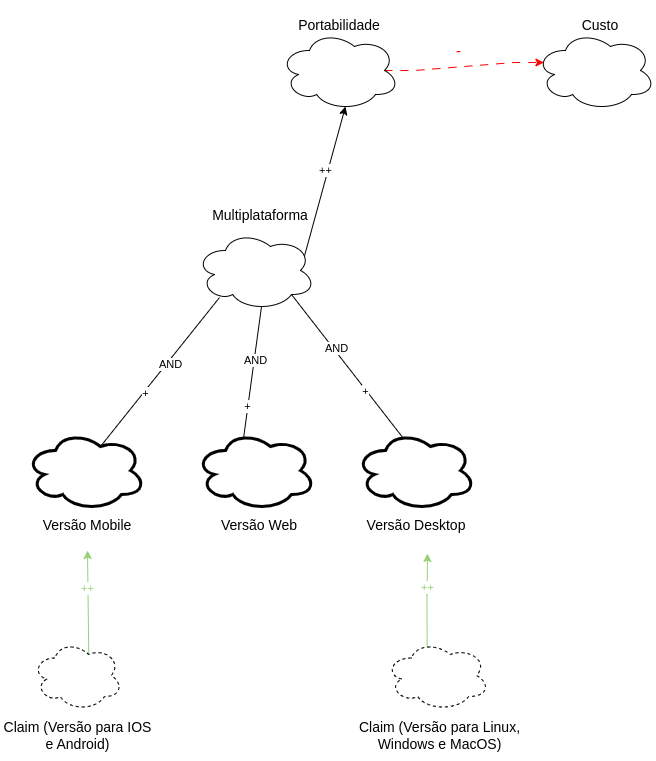 Portabilidade
Custo
-
++
Multiplataforma
AND
AND
AND
+
+
+
Versão Mobile
Versão Web
Versão Desktop
++
++
Claim (Versão para IOS
e Android)
Claim (Versão para Linux,
Windows e MacOS)